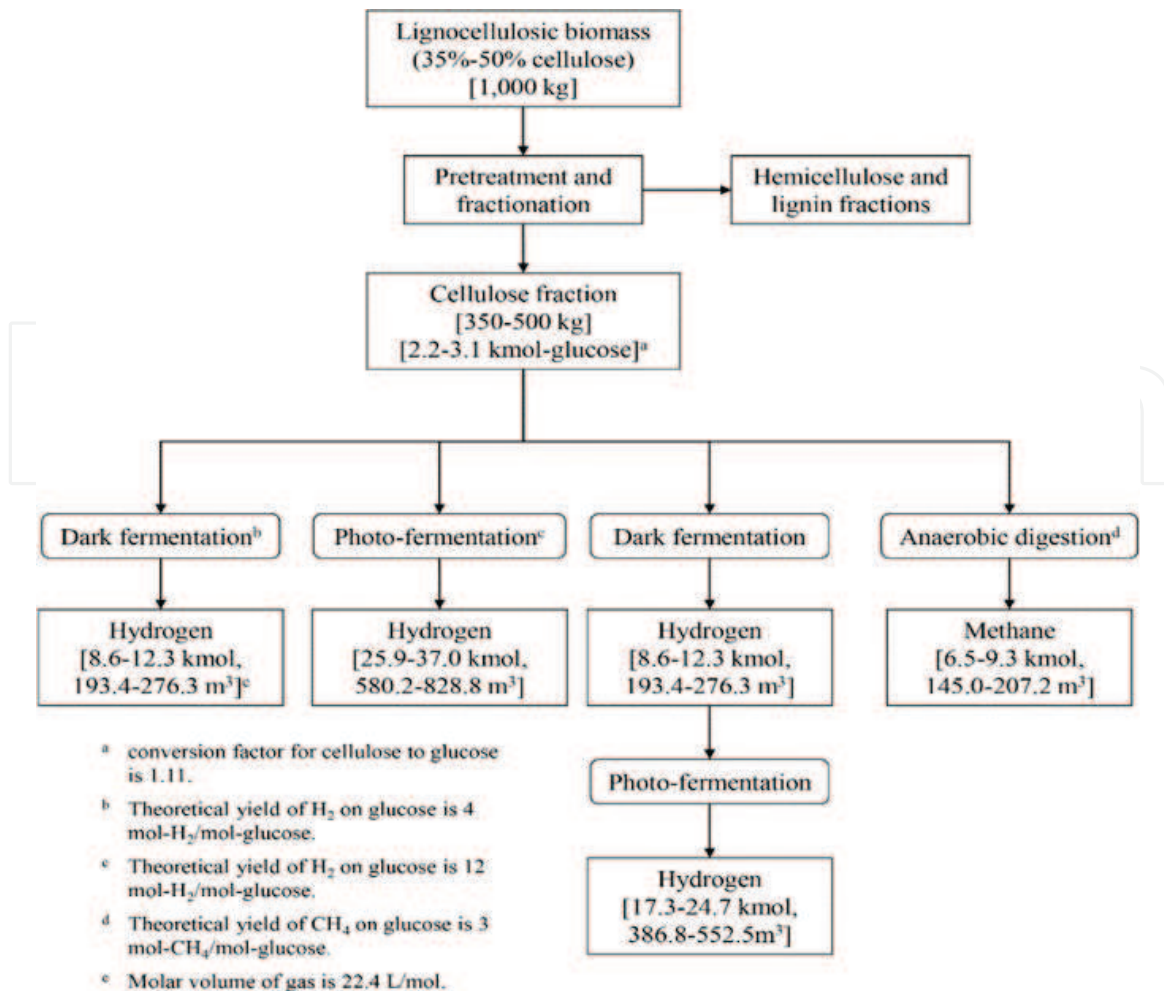 Lignocellulosic biomass
(35%-50% cellulose)
[1,000 kg]
Pretreatment and
fractionation
Hemicellulose and
lignin fractions
Cellulose fraction
[350-500 kg]
[2.2-3.1 kmol-glucose]ᵃ
Dark fermentationᵇ
Photo-fermentationᶜ
Dark fermentation
Anaerobic digestionᵈ
Hydrogen
[8.6-12.3 kmol,
193.4-276.3 m³]ᵉ
Hydrogen
[25.9-37.0 kmol,
580.2-828.8 m³]
Hydrogen
[8.6-12.3 kmol,
193.4-276.3 m³]
Methane
[6.5-9.3 kmol,
145.0-207.2 m³]
Photo-fermentation
Hydrogen
[17.3-24.7 kmol,
386.8-552.5m³]
ᵃ conversion factor for cellulose to glucose
is 1.11.
ᵇ Theoretical yield of H₂ on glucose is 4
mol-H₂/mol-glucose.
ᶜ Theoretical yield of H₂ on glucose is 12
mol-H₂/mol-glucose.
ᵈ Theoretical yield of CH₄ on glucose is 3
mol-CH₄/mol-glucose.
ᵉ Molar volume of gas is 22.4 L/mol.